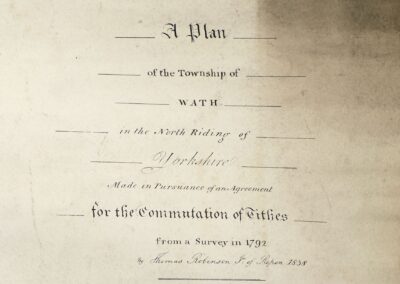 A Plan
of the Township of
WATH
in the North Riding of
Yorkshire
Made in Pursuance of an Agreement
for the Commutation of Tithes
from a Survey in 1792
by Thomas Robinson Jr. of Ripon 1838